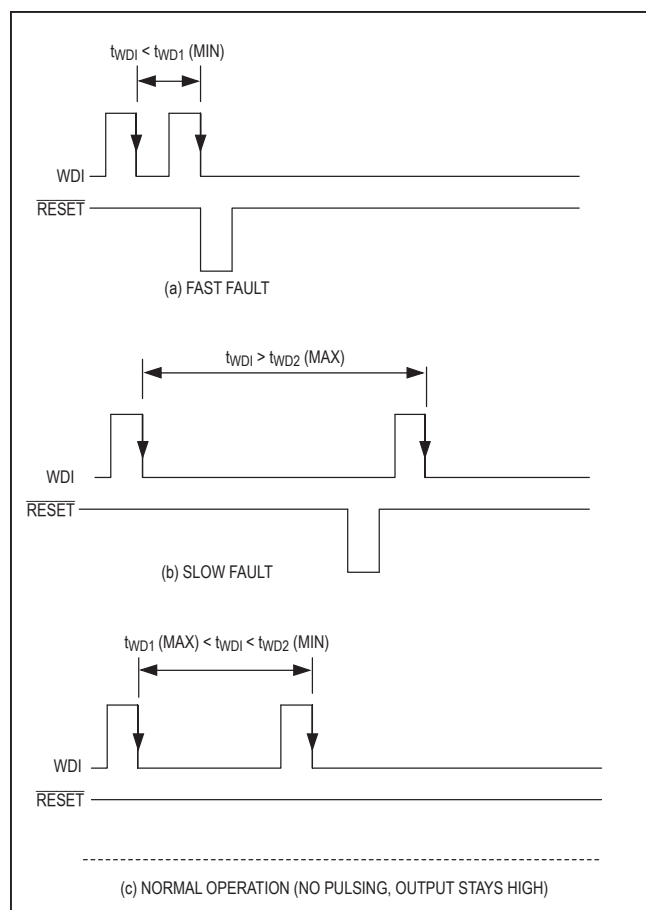 tWDI < tWD1 (MIN)
WDI
RESET
(a) FAST FAULT
tWDI > tWD2 (MAX)
WDI
RESET
(b) SLOW FAULT
tWD1 (MAX) < tWDI < tWD2 (MIN)
WDI
RESET
(c) NORMAL OPERATION (NO PULSING, OUTPUT STAYS HIGH)